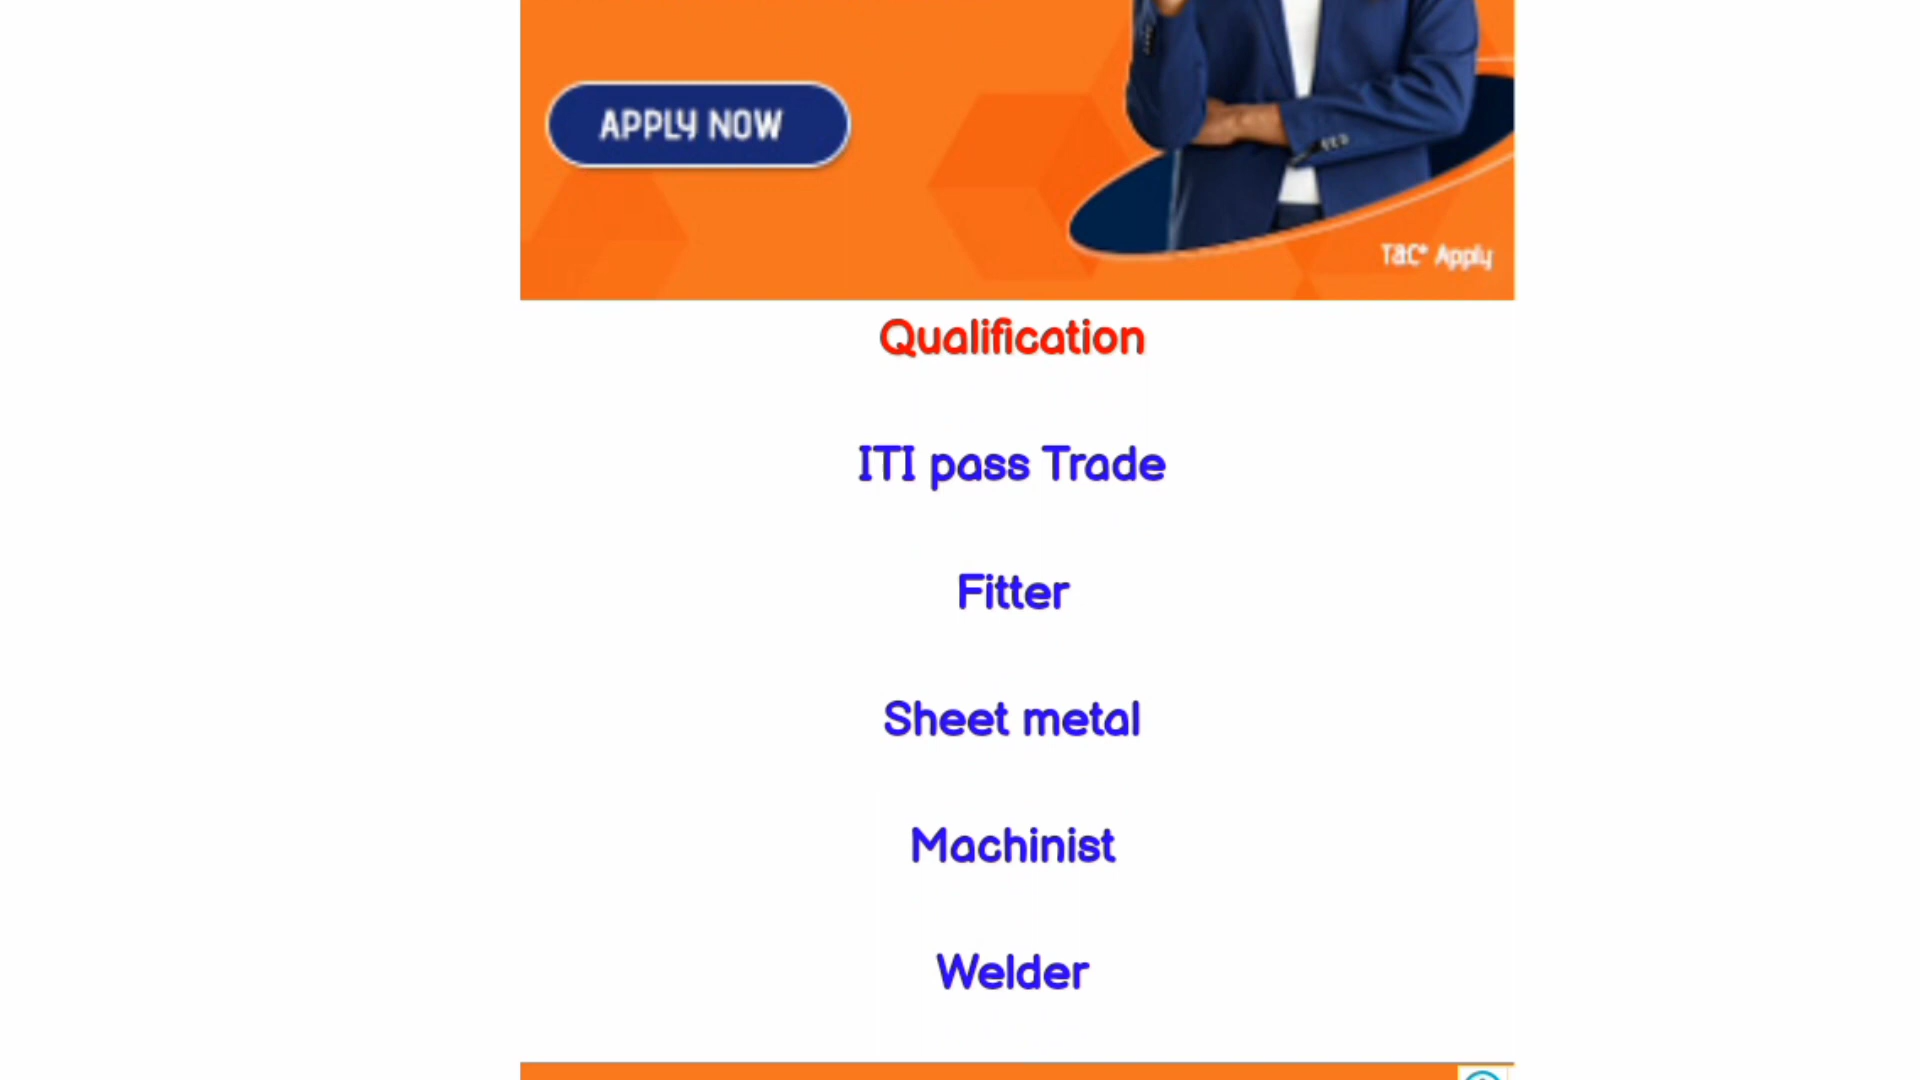 APPLY NOW
T&C* Apply
Qualification
ITI pass Trade
Fitter
Sheet metal
Machinist
Welder